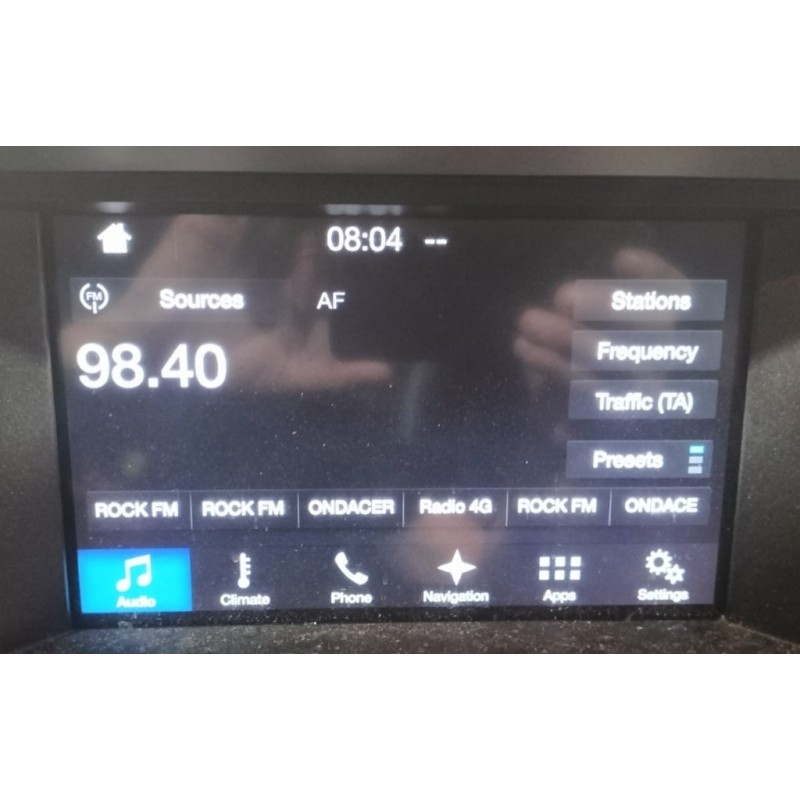 08:04 --
FM Sources AF Stations
98.40 Frequency
Traffic (TA)
Presets
ROCK FM ROCK FM ONDACER Radio 4G ROCK FM ONDACE
Audio Climate Phone Navigation Apps Settings